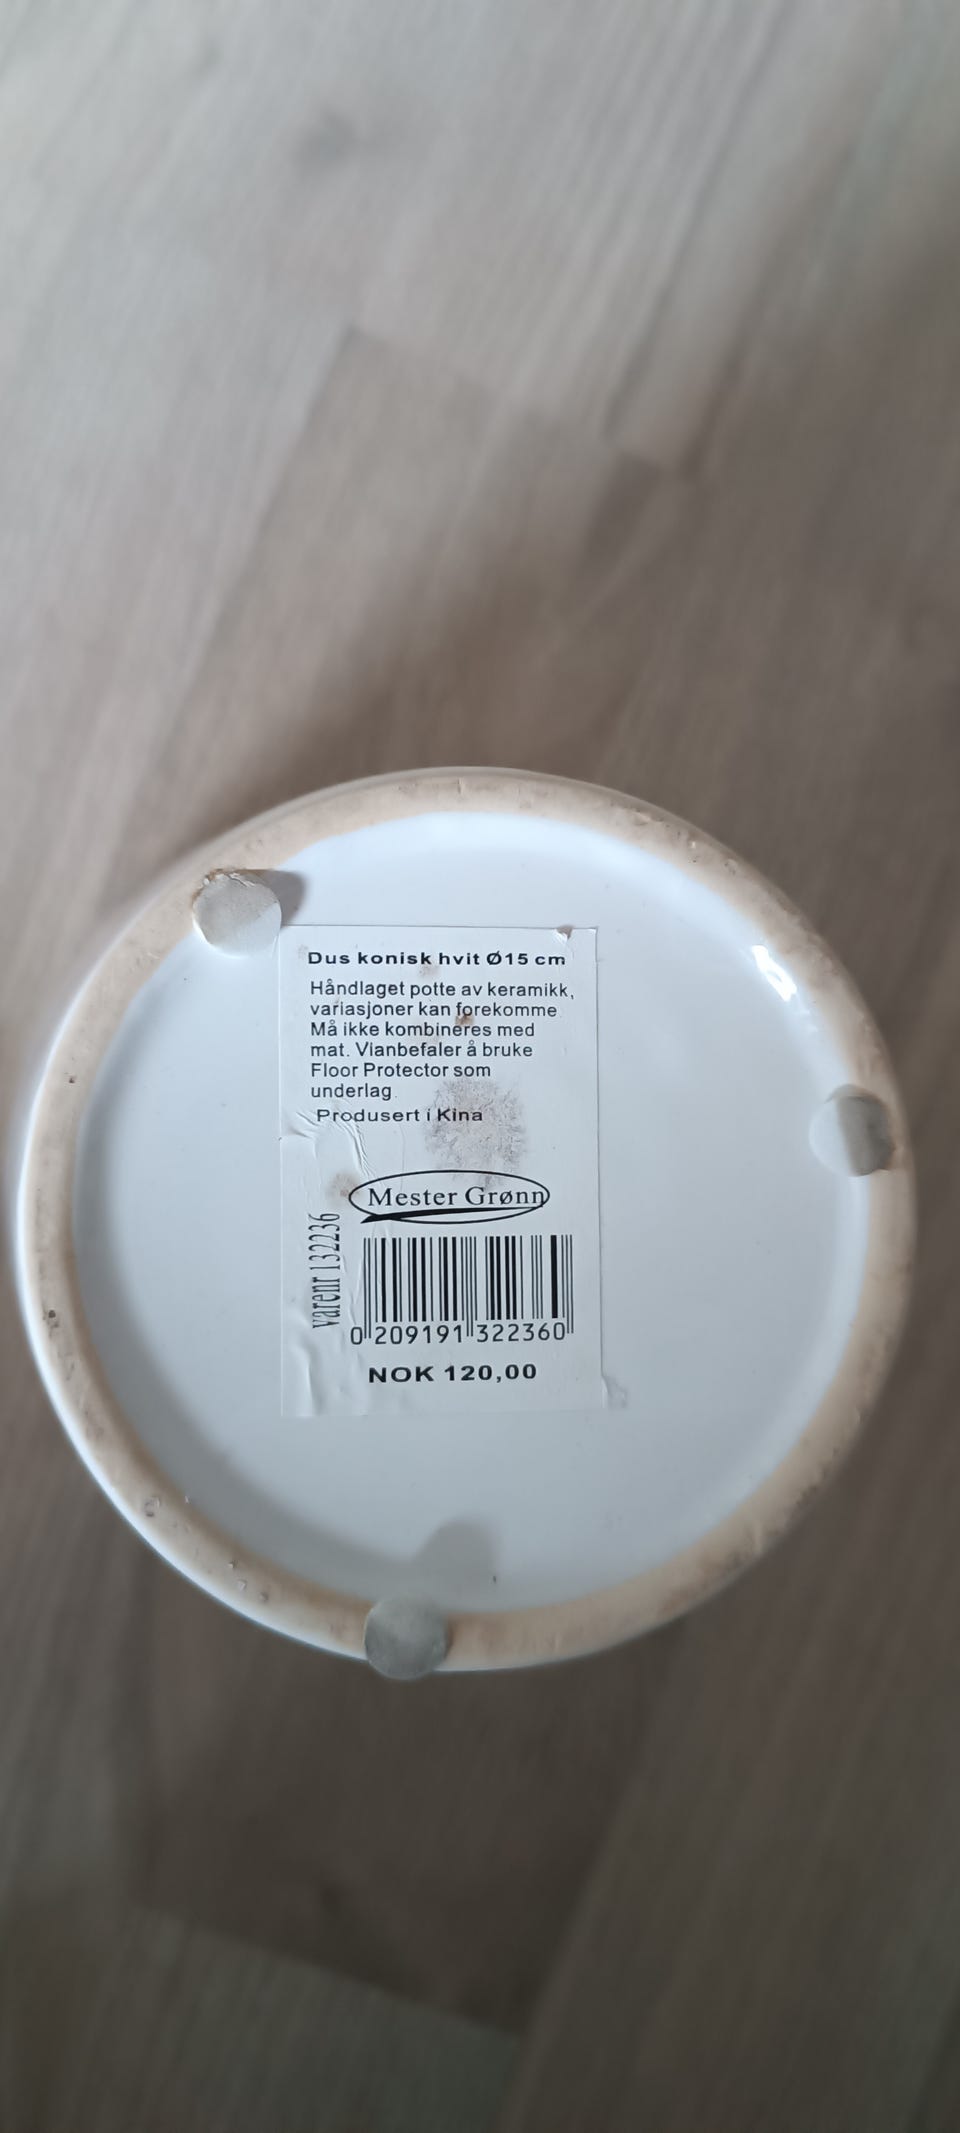 Dus konisk hvit Ø15 cm
Håndlaget potte av keramikk,
variasjoner kan forekomme
Må ikke kombineres med
mat. Vianbefaler å bruke
Floor Protector som
underlag.
Produsert i Kina
Mester Grønn
varenr 132236
0 209191 322360
NOK 120,00